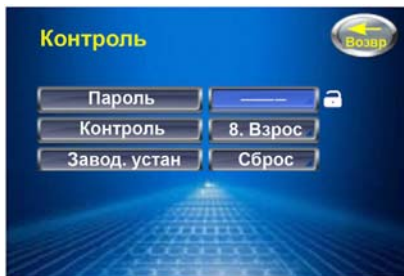 Контроль
Возвр
Пароль --------
Контроль 8. Взрос
Завод. устан Сброс